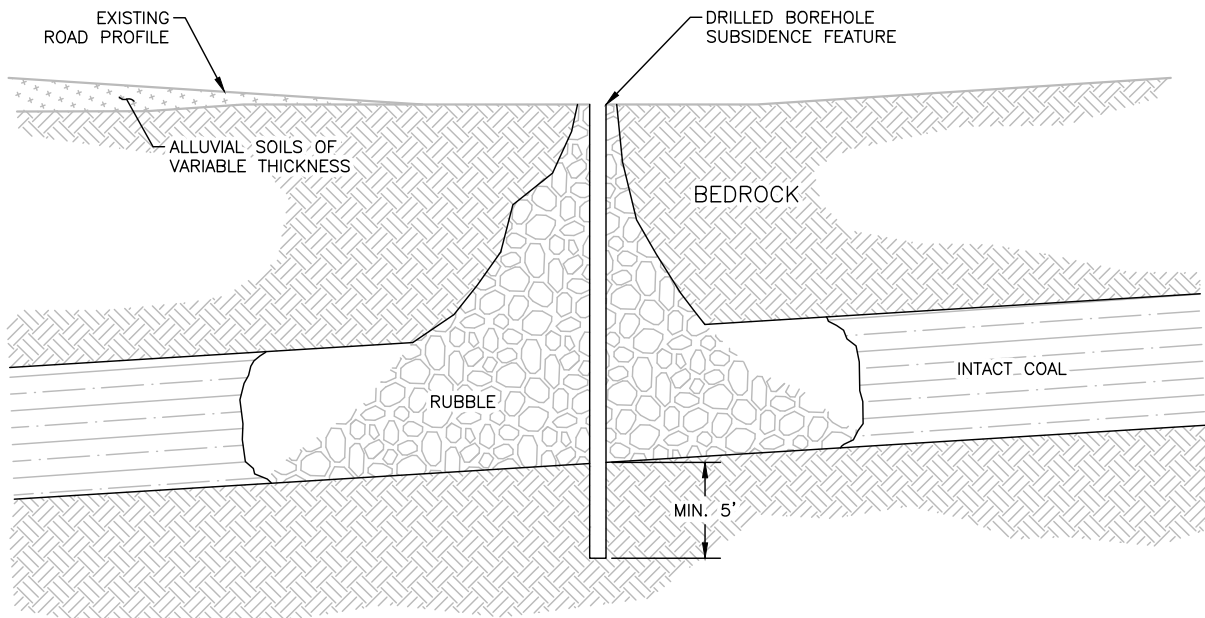 EXISTING
ROAD PROFILE
DRILLED BOREHOLE
SUBSIDENCE FEATURE
ALLUVIAL SOILS OF
VARIABLE THICKNESS
BEDROCK
INTACT COAL
RUBBLE
MIN. 5'